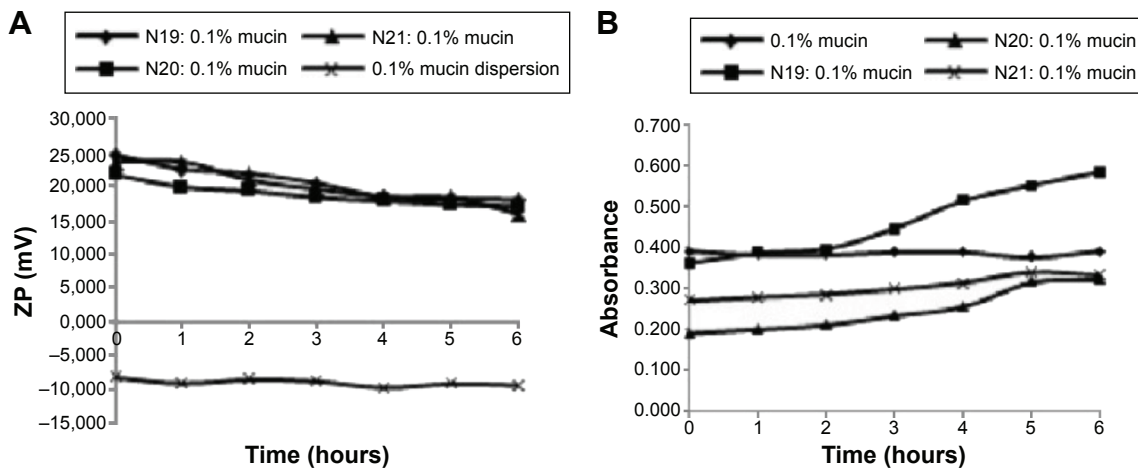 A
N19: 0.1% mucin
N21: 0.1% mucin
N20: 0.1% mucin
0.1% mucin dispersion
30,000
25,000
20,000
15,000
10,000
5,000
0,000
–5,000
–10,000
–15,000
ZP (mV)
0 1 2 3 4 5 6
Time (hours)
B
0.1% mucin
N20: 0.1% mucin
N19: 0.1% mucin
N21: 0.1% mucin
0.700
0.600
0.500
0.400
0.300
0.200
0.100
0.000
Absorbance
0 1 2 3 4 5 6
Time (hours)